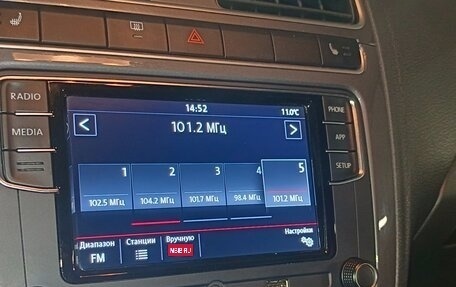 RADIO
MEDIA
PHONE
APP
SETUP
14:52
11.0°C
101.2 МГц
1
2
3
4
5
102.5 МГц
104.2 МГц
101.7 МГц
98.4 МГц
101.2 МГц
Диапазон
Станции
Вручную
Настройки
FM